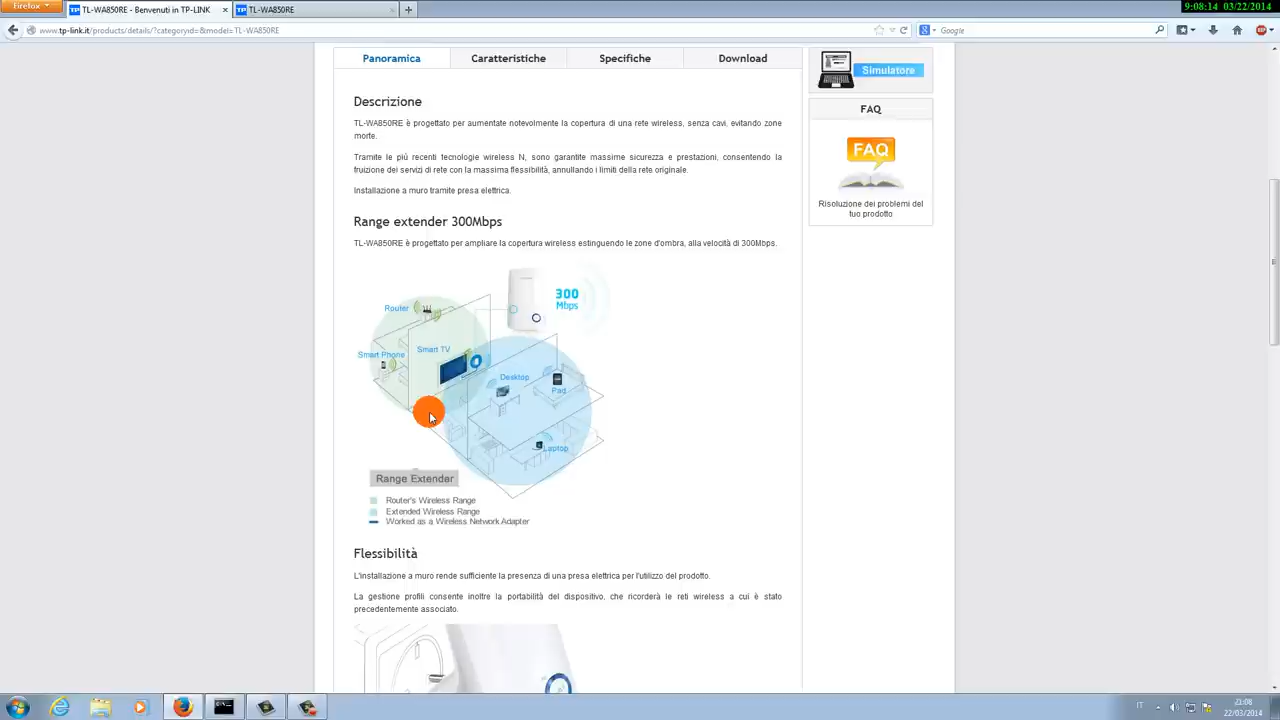 Firefox
TL-WA850RE - Benvenuti in TP-LINK
TL-WA850RE
9:08:14 03/22/2014
www.tp-link.it/products/details/?categoryid=&model=TL-WA850RE
Google
Panoramica
Caratteristiche
Specifiche
Download
Simulatore
FAQ
FAQ
Risoluzione dei problemi del
tuo prodotto
Descrizione
TL-WA850RE è progettato per aumentate notevolmente la copertura di una rete wireless, senza cavi, evitando zone
morte.
Tramite le più recenti tecnologie wireless N, sono garantite massime sicurezza e prestazioni, consentendo la
fruizione dei servizi di rete con la massima flessibilità, annullando i limiti della rete originale.
Installazione a muro tramite presa elettrica.
Range extender 300Mbps
TL-WA850RE è progettato per ampliare la copertura wireless estinguendo le zone d'ombra, alla velocità di 300Mbps.
300
Mbps
Router
Smart Phone
Smart TV
Desktop
Pad
Laptop
Range Extender
Router's Wireless Range
Extended Wireless Range
Worked as a Wireless Network Adapter
Flessibilità
L'installazione a muro rende sufficiente la presenza di una presa elettrica per l'utilizzo del prodotto.
La gestione profili consente inoltre la portabilità del dispositivo, che ricorderà le reti wireless a cui è stato
precedentemente associato.
IT
21:08
22/03/2014